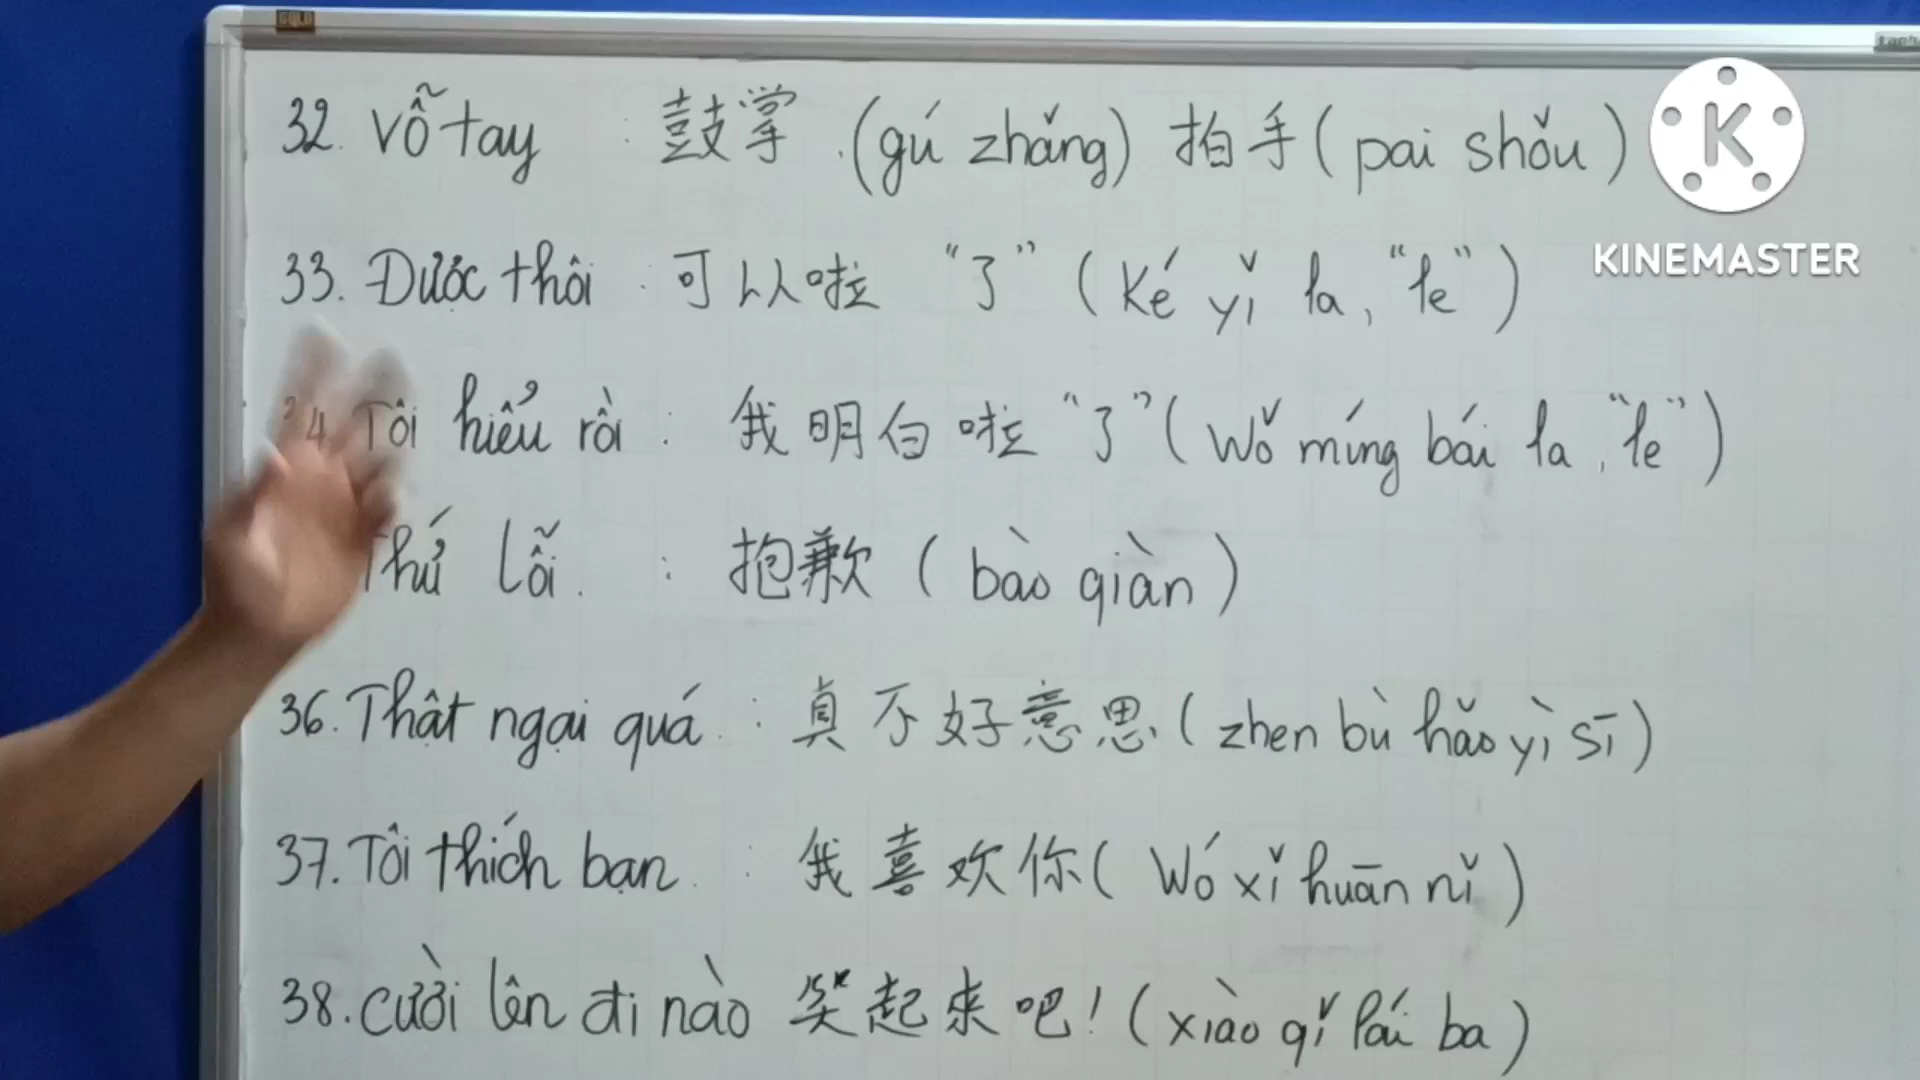 GOLD
32. Vỗ tay : 鼓掌 (gú zhǎng) 拍手 (pai shǒu)
33. Được thôi : 可以啦 “了” (Ké yǐ la, “le”)
34. Tôi hiểu rồi : 我明白啦 “了” (Wǒ míng bái la, “le”)
Thứ lỗi : 抱歉 (bào qiàn)
36. Thật ngại quá : 真不好意思 (zhen bù hǎo yì sī)
37. Tôi thích bạn : 我喜欢你 (Wó xǐ huān nǐ)
38. Cười lên đi nào 笑起来吧! (xiào qǐ lái ba)
K
KINEMASTER